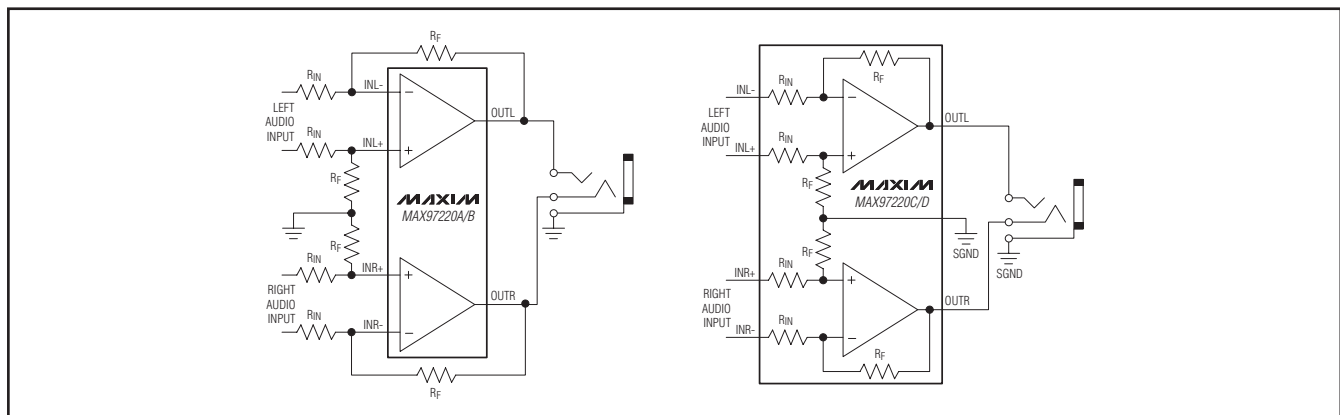 RF
RIN
INL-
LEFT
AUDIO
INPUT
OUTL
RIN
INL+
RF
MAXIM
MAX97220A/B
RF
RIN
INR+
RIGHT
AUDIO
INPUT
OUTR
RIN
INR-
RF
RF
RIN
INL-
LEFT
AUDIO
INPUT
OUTL
RIN
INL+
RF
MAXIM
MAX97220C/D
RF
SGND
SGND
RIN
INR+
RIGHT
AUDIO
INPUT
OUTR
RIN
INR-
RF